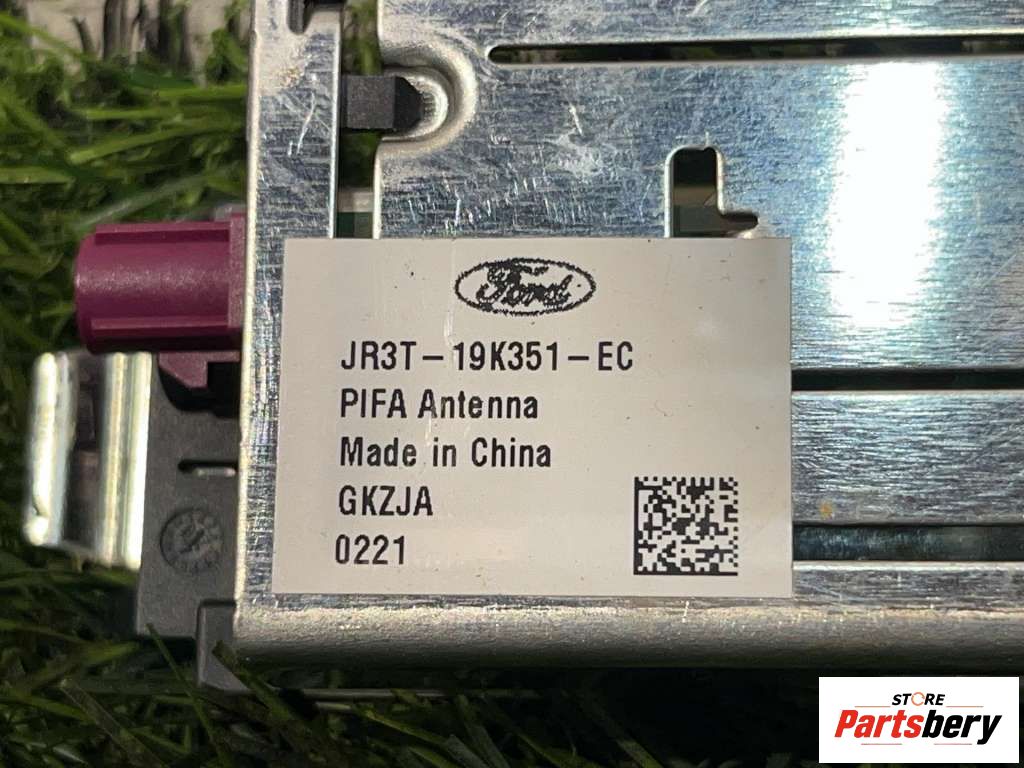 Ford
JR3T-19K351-EC
PIFA Antenna
Made in China
GKZJA
0221
STORE
Partsbery